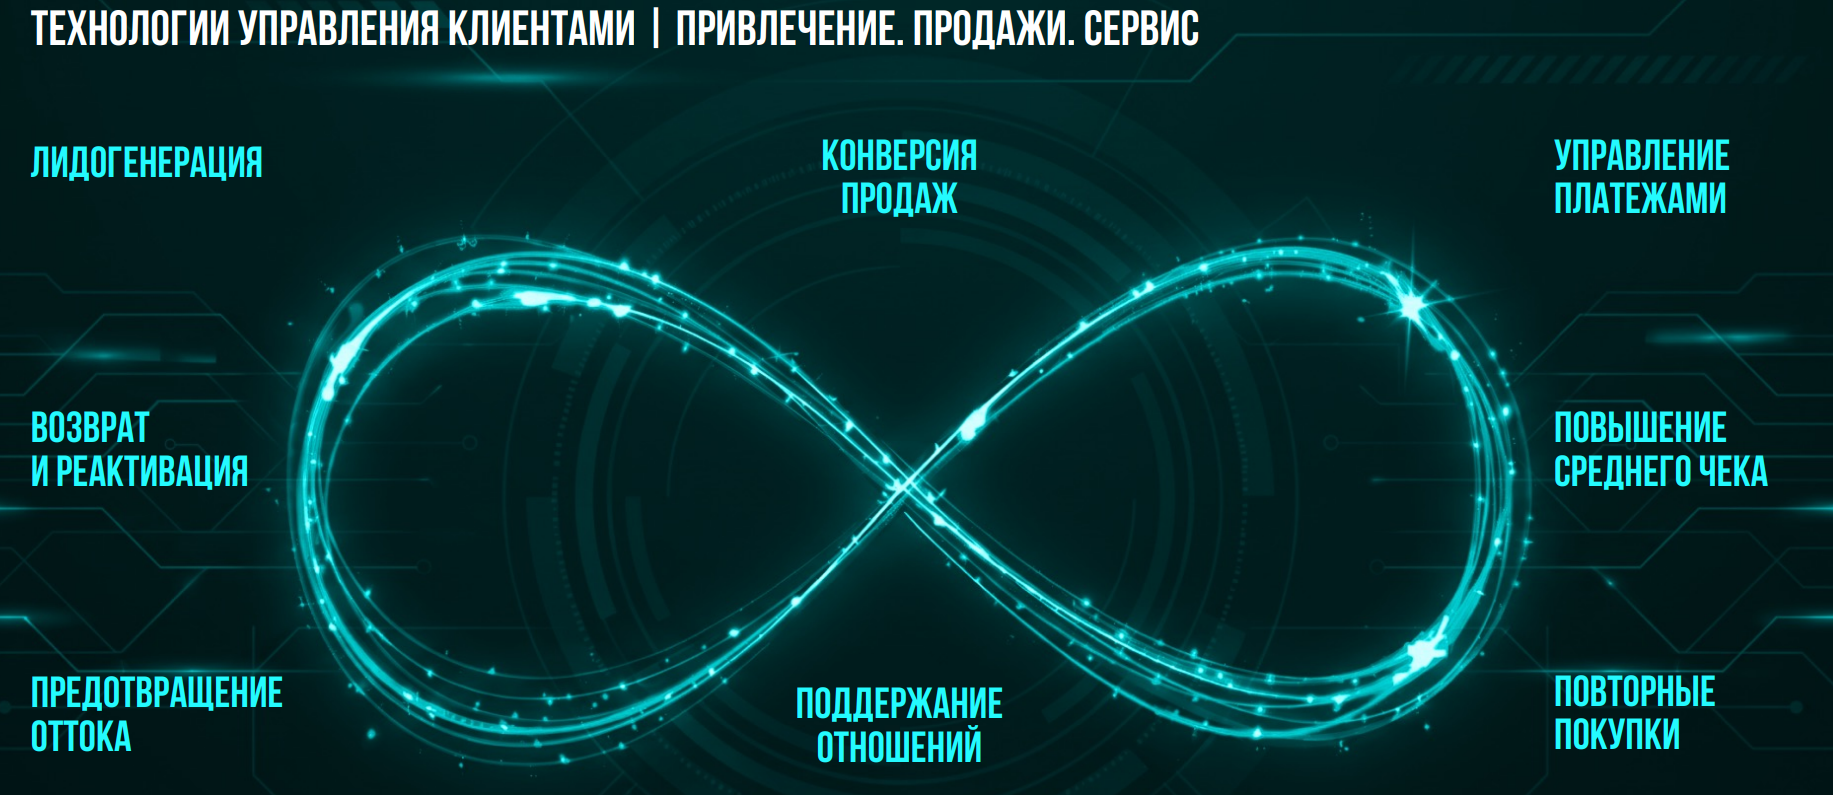 ТЕХНОЛОГИИ УПРАВЛЕНИЯ КЛИЕНТАМИ | ПРИВЛЕЧЕНИЕ. ПРОДАЖИ. СЕРВИС
ЛИДОГЕНЕРАЦИЯ
КОНВЕРСИЯ
ПРОДАЖ
УПРАВЛЕНИЕ
ПЛАТЕЖАМИ
ВОЗВРАТ
И РЕАКТИВАЦИЯ
ПОВЫШЕНИЕ
СРЕДНЕГО ЧЕКА
ПРЕДОТВРАЩЕНИЕ
ОТТОКА
ПОДДЕРЖАНИЕ
ОТНОШЕНИЙ
ПОВТОРНЫЕ
ПОКУПКИ